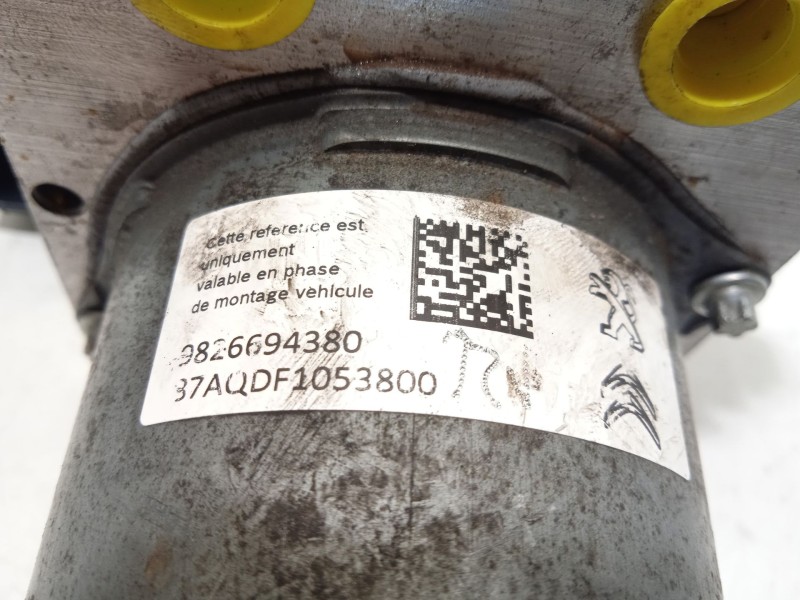 Cette reference est
uniquement
valable en phase
de montage vehicule
9826694380
37AQDF1053800